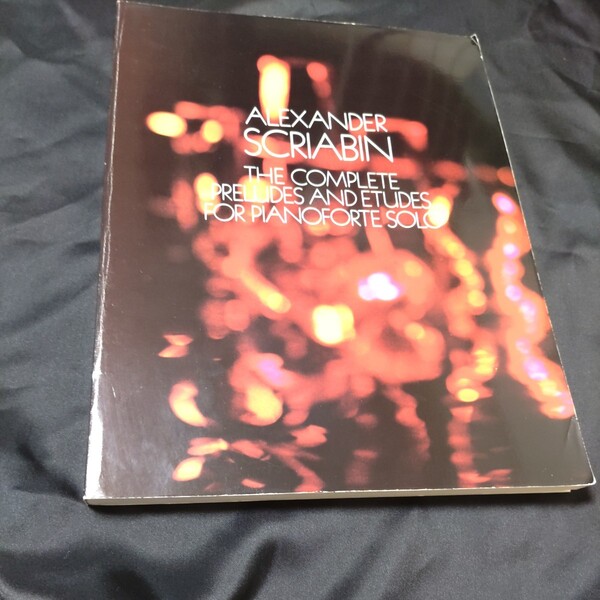 ALEXANDER
SCRIABIN
THE COMPLETE
PRELUDES AND ETUDES
FOR PIANOFORTE SOLO